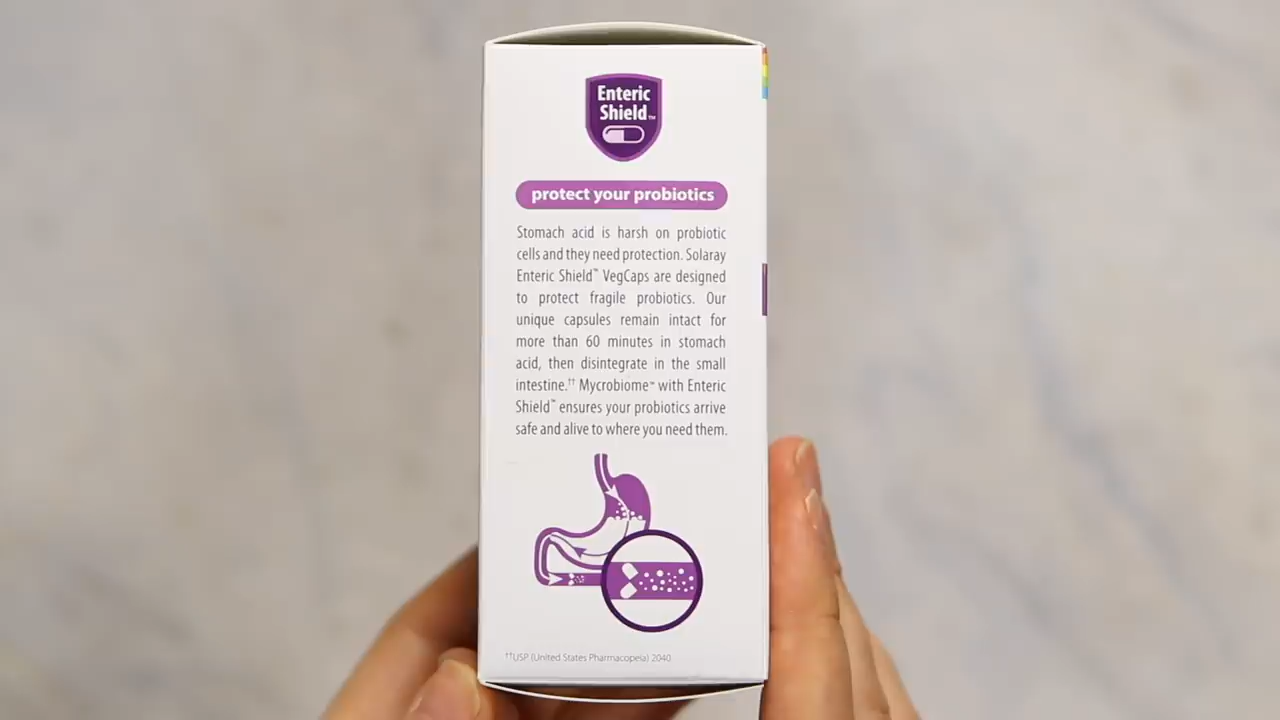 Enteric
Shield™
protect your probiotics
Stomach acid is harsh on probiotic
cells and they need protection. Solaray
Enteric Shield™ VegCaps are designed
to protect fragile probiotics. Our
unique capsules remain intact for
more than 60 minutes in stomach
acid, then disintegrate in the small
intestine.†† Mycrobiome™ with Enteric
Shield™ ensures your probiotics arrive
safe and alive to where you need them.
††USP (United States Pharmacopeia) 2040